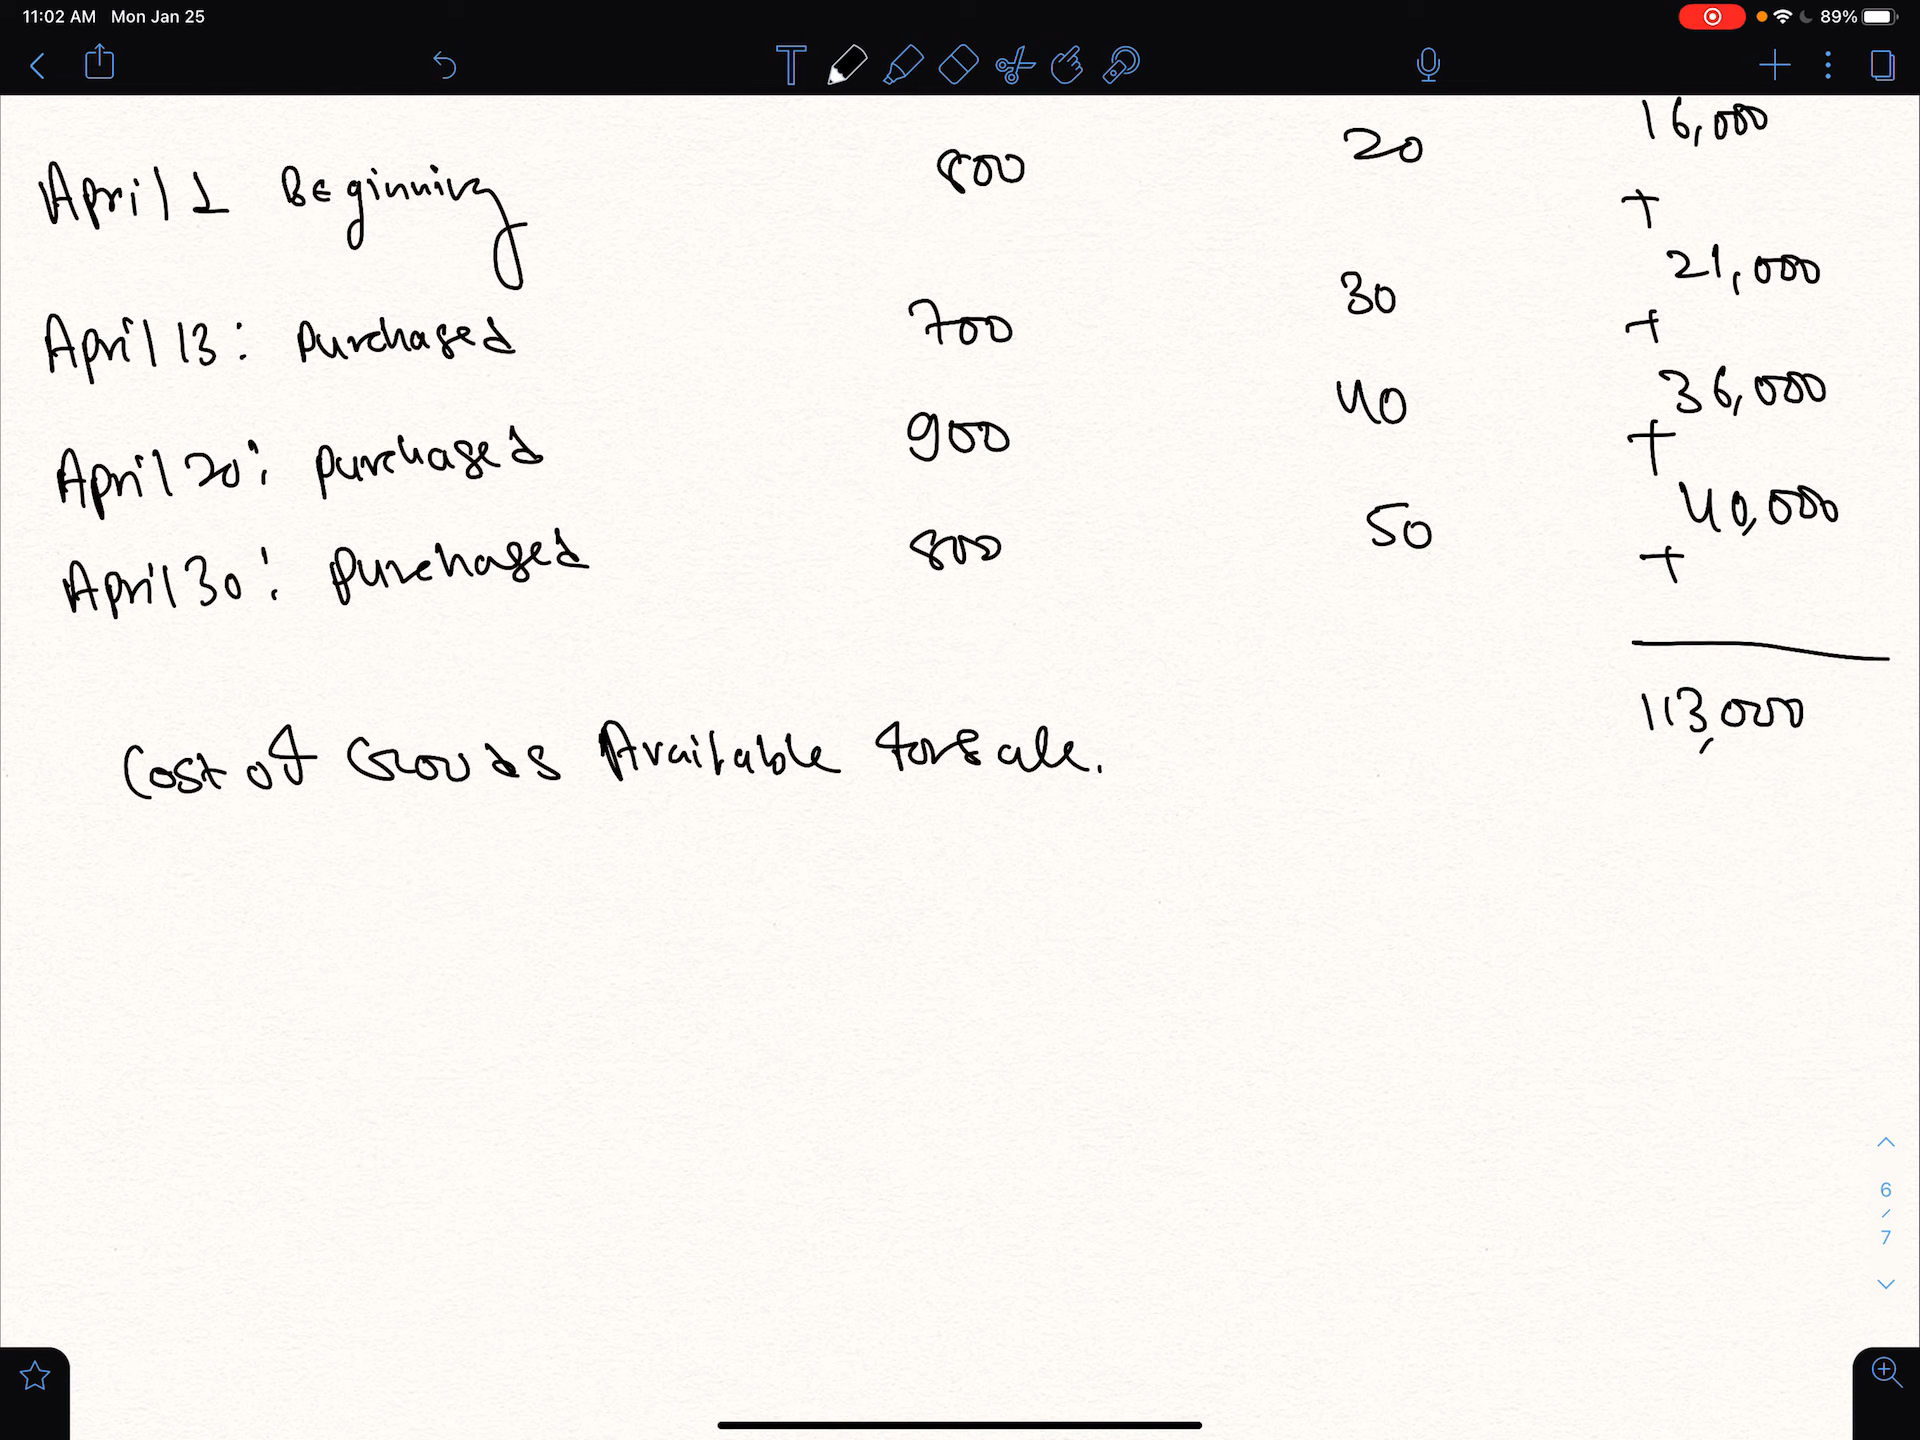 11:02 AM Mon Jan 25 89%
T
April 1 Beginning 800 20 16,000
+
April 13: purchased 700 30 21,000
+
April 20: purchased 900 40 36,000
+
April 30: purchased 800 50 40,000
+
113,000
Cost of Goods Available for sale.
6
/
7